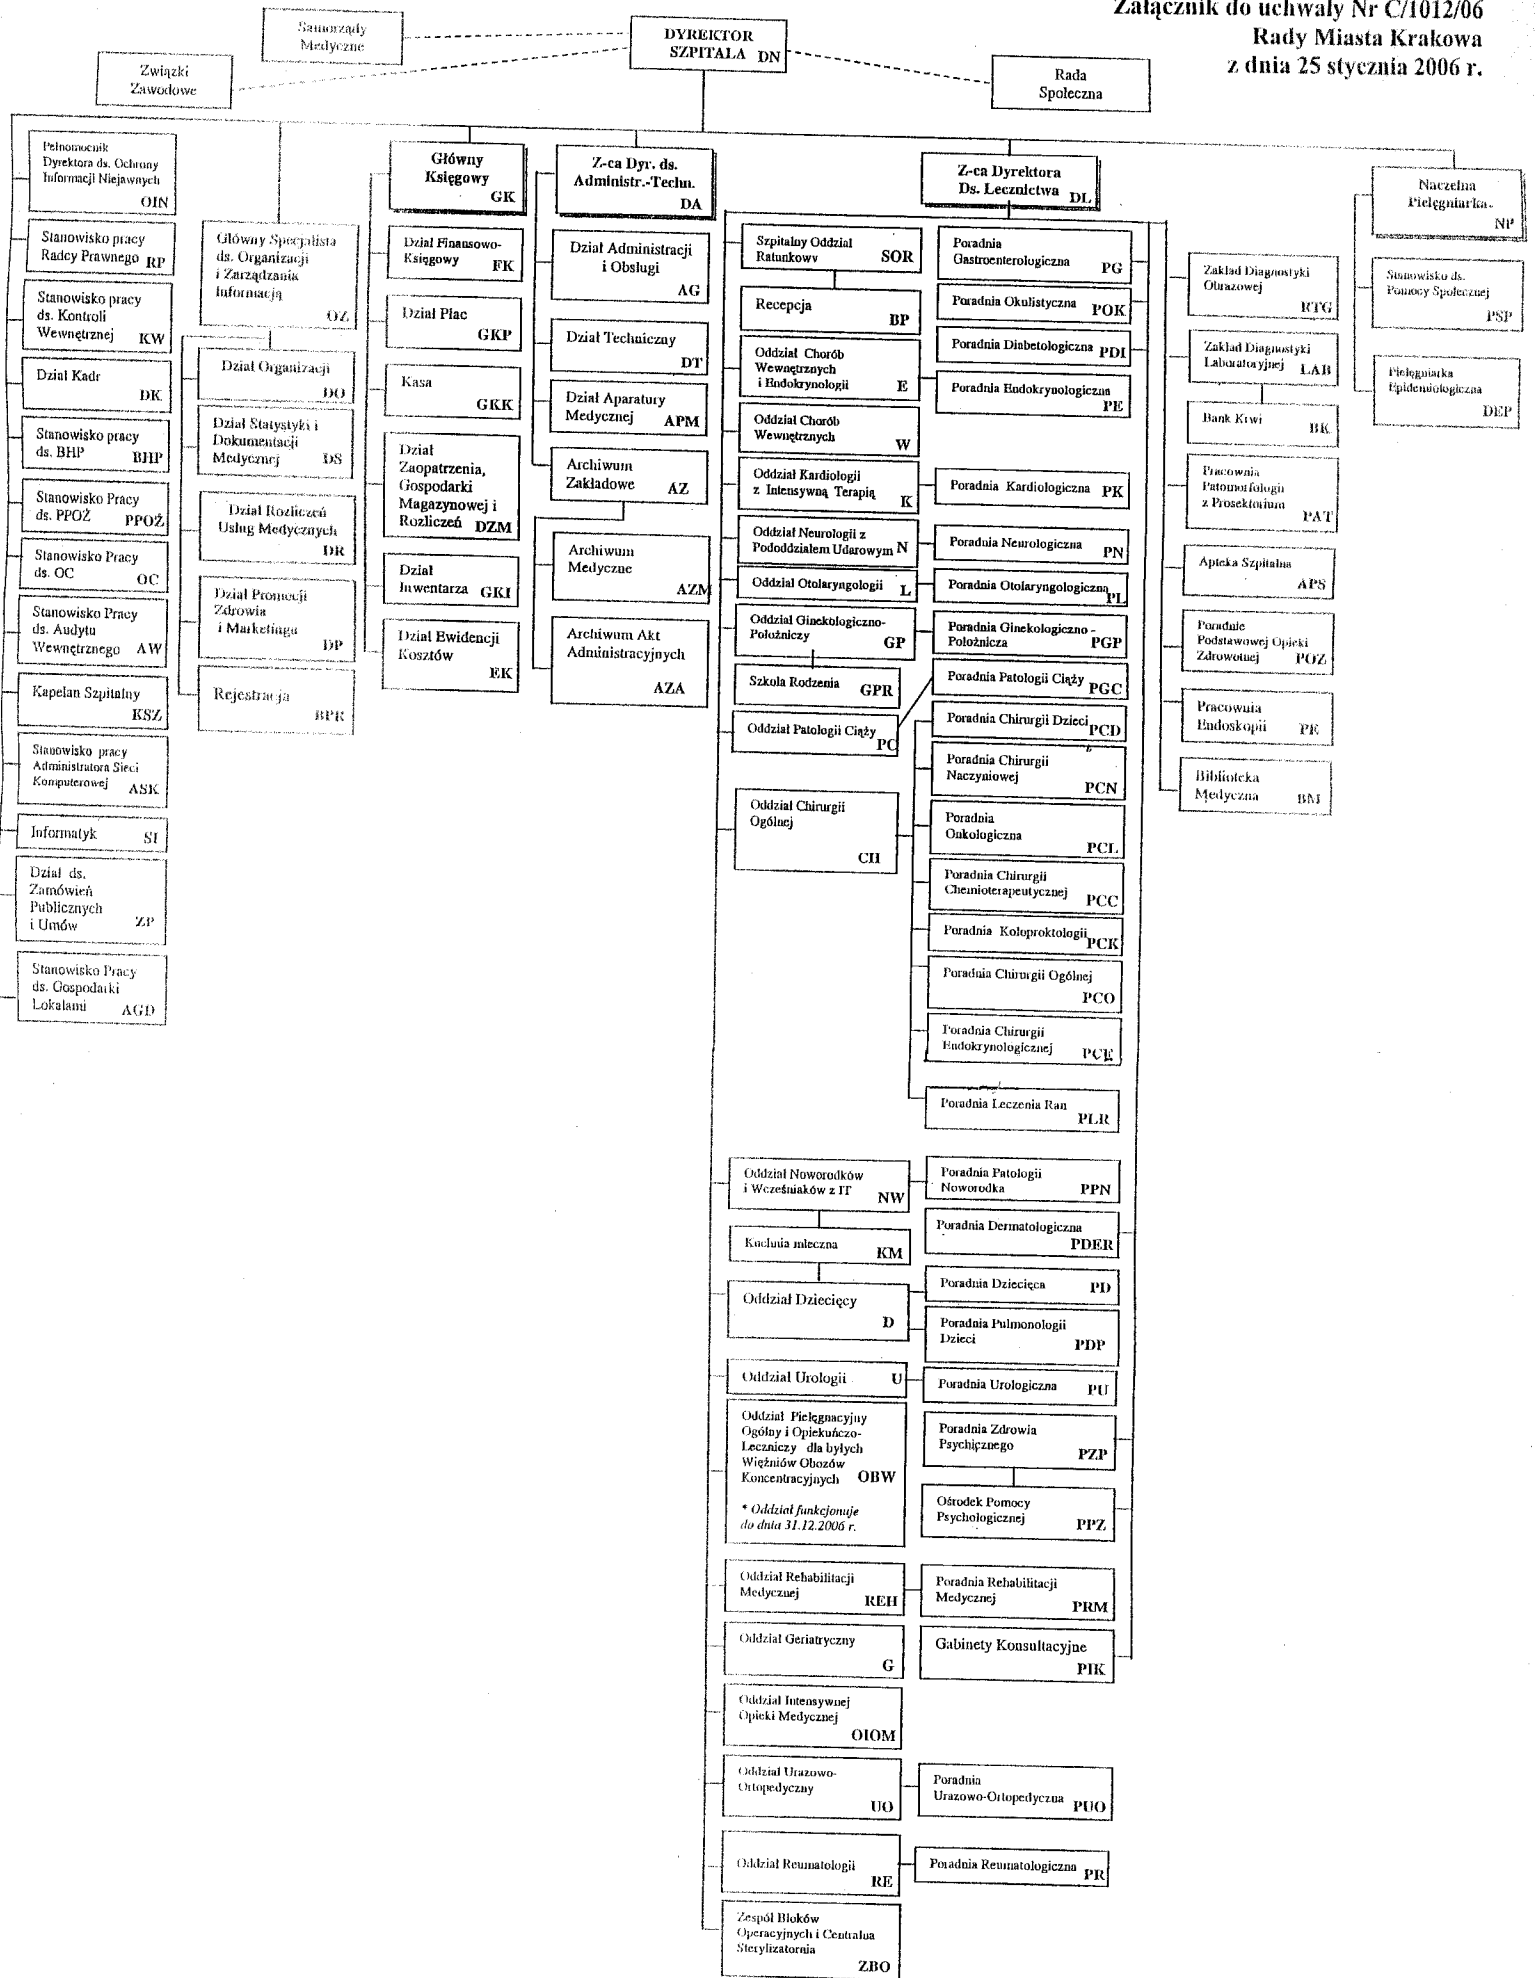 Załącznik do uchwały Nr C/1012/06
Rady Miasta Krakowa
z dnia 25 stycznia 2006 r.
Samorządy
Medyczne
DYREKTOR
SZPITALA DN
Związki
Zawodowe
Rada
Społeczna
Pełnomocnik
Dyrektora ds. Ochrony
Informacji Niejawnych
OIN
Stanowisko pracy
Radcy Prawnego RP
Stanowisko pracy
ds. Kontroli
Wewnętrznej KW
Dział Kadr
DK
Stanowisko pracy
ds. BHP BHP
Stanowisko Pracy
ds. PPOŻ PPOŻ
Stanowisko Pracy
ds. OC OC
Stanowisko Pracy
ds. Audytu
Wewnętrznego AW
Kapelan Szpitalny
KSZ
Stanowisko pracy
Administratora Sieci
Komputerowej ASK
Informatyk SI
Dział ds.
Zamówień
Publicznych
i Umów ZP
Stanowisko Pracy
ds. Gospodarki
Lokalami AGD
Główny Specjalista
ds. Organizacji
i Zarządzania
Informacją
OZ
Dział Organizacji
DO
Dział Statystyki i
Dokumentacji
Medycznej DS
Dział Rozliczeń
Usług Medycznych
DR
Dział Promocji
Zdrowia
i Marketingu DP
Rejestracja
BPR
Główny
Księgowy
GK
Dział Finansowo-
Księgowy FK
Dział Płac
GKP
Kasa
GKK
Dział
Zaopatrzenia,
Gospodarki
Magazynowej i
Rozliczeń DZM
Dział
Inwentarza GKI
Dział Ewidencji
Kosztów
EK
Z-ca Dyr. ds.
Administr.-Techn.
DA
Dział Administracji
i Obsługi
AG
Dział Techniczny
DT
Dział Aparatury
Medycznej APM
Archiwum
Zakładowe AZ
Archiwum
Medyczne
AZM
Archiwum Akt
Administracyjnych
AZA
Z-ca Dyrektora
Ds. Lecznictwa DL
Szpitalny Oddział
Ratunkowy SOR
Recepcja
BP
Oddział Chorób
Wewnętrznych
i Endokrynologii E
Oddział Chorób
Wewnętrznych W
Oddział Kardiologii
z Intensywną Terapią K
Oddział Neurologii z
Pododdziałem Udarowym N
Oddział Otolaryngologii L
Oddział Ginekologiczno-
Położniczy GP
Szkoła Rodzenia GPR
Oddział Patologii Ciąży
PC
Oddział Chirurgii
Ogólnej
CH
Oddział Noworodków
i Wcześniaków z IT NW
Kuchnia mleczna KM
Oddział Dziecięcy
D
Oddział Urologii U
Oddział Pielęgnacyjny
Ogólny i Opiekuńczo-
Leczniczy dla byłych
Więźniów Obozów
Koncentracyjnych OBW
* Oddział funkcjonuje
do dnia 31.12.2006 r.
Oddział Rehabilitacji
Medycznej REH
Oddział Geriatryczny
G
Oddział Intensywnej
Opieki Medycznej
OIOM
Oddział Urazowo-
Ortopedyczny
UO
Oddział Reumatologii
RE
Zespół Bloków
Operacyjnych i Centralna
Sterylizatornia
ZBO
Poradnia
Gastroenterologiczna PG
Poradnia Okulistyczna POK
Poradnia Diabetologiczna PDI
Poradnia Endokrynologiczna
PE
Poradnia Kardiologiczna PK
Poradnia Neurologiczna PN
Poradnia Otolaryngologiczna
PL
Poradnia Ginekologiczno -
Położnicza PGP
Poradnia Patologii Ciąży
PGC
Poradnia Chirurgii Dzieci
PCD
Poradnia Chirurgii
Naczyniowej
PCN
Poradnia
Onkologiczna
PCL
Poradnia Chirurgii
Chemioterapeutycznej
PCC
Poradnia Koloproktologii
PCK
Poradnia Chirurgii Ogólnej
PCO
Poradnia Chirurgii
Endokrynologicznej PCE
Poradnia Leczenia Ran
PLR
Poradnia Patologii
Noworodka PPN
Poradnia Dermatologiczna
PDER
Poradnia Dziecięca PD
Poradnia Pulmonologii
Dzieci PDP
Poradnia Urologiczna PU
Poradnia Zdrowia
Psychicznego
PZP
Ośrodek Pomocy
Psychologicznej PPZ
Poradnia Rehabilitacji
Medycznej PRM
Gabinety Konsultacyjne
PIK
Poradnia
Urazowo-Ortopedyczna PUO
Poradnia Reumatologiczna PR
Zakład Diagnostyki
Obrazowej
RTG
Zakład Diagnostyki
Laboratoryjnej LAB
Bank Krwi BK
Pracownia
Patomorfologii
z Prosektorium
PAT
Apteka Szpitalna
APS
Poradnie
Podstawowej Opieki
Zdrowotnej POZ
Pracownia
Endoskopii PE
Biblioteka
Medyczna BM
Naczelna
Pielęgniarka
NP
Stanowisko ds.
Pomocy Społecznej
PSP
Pielęgniarka
Epidemiologiczna
DEP